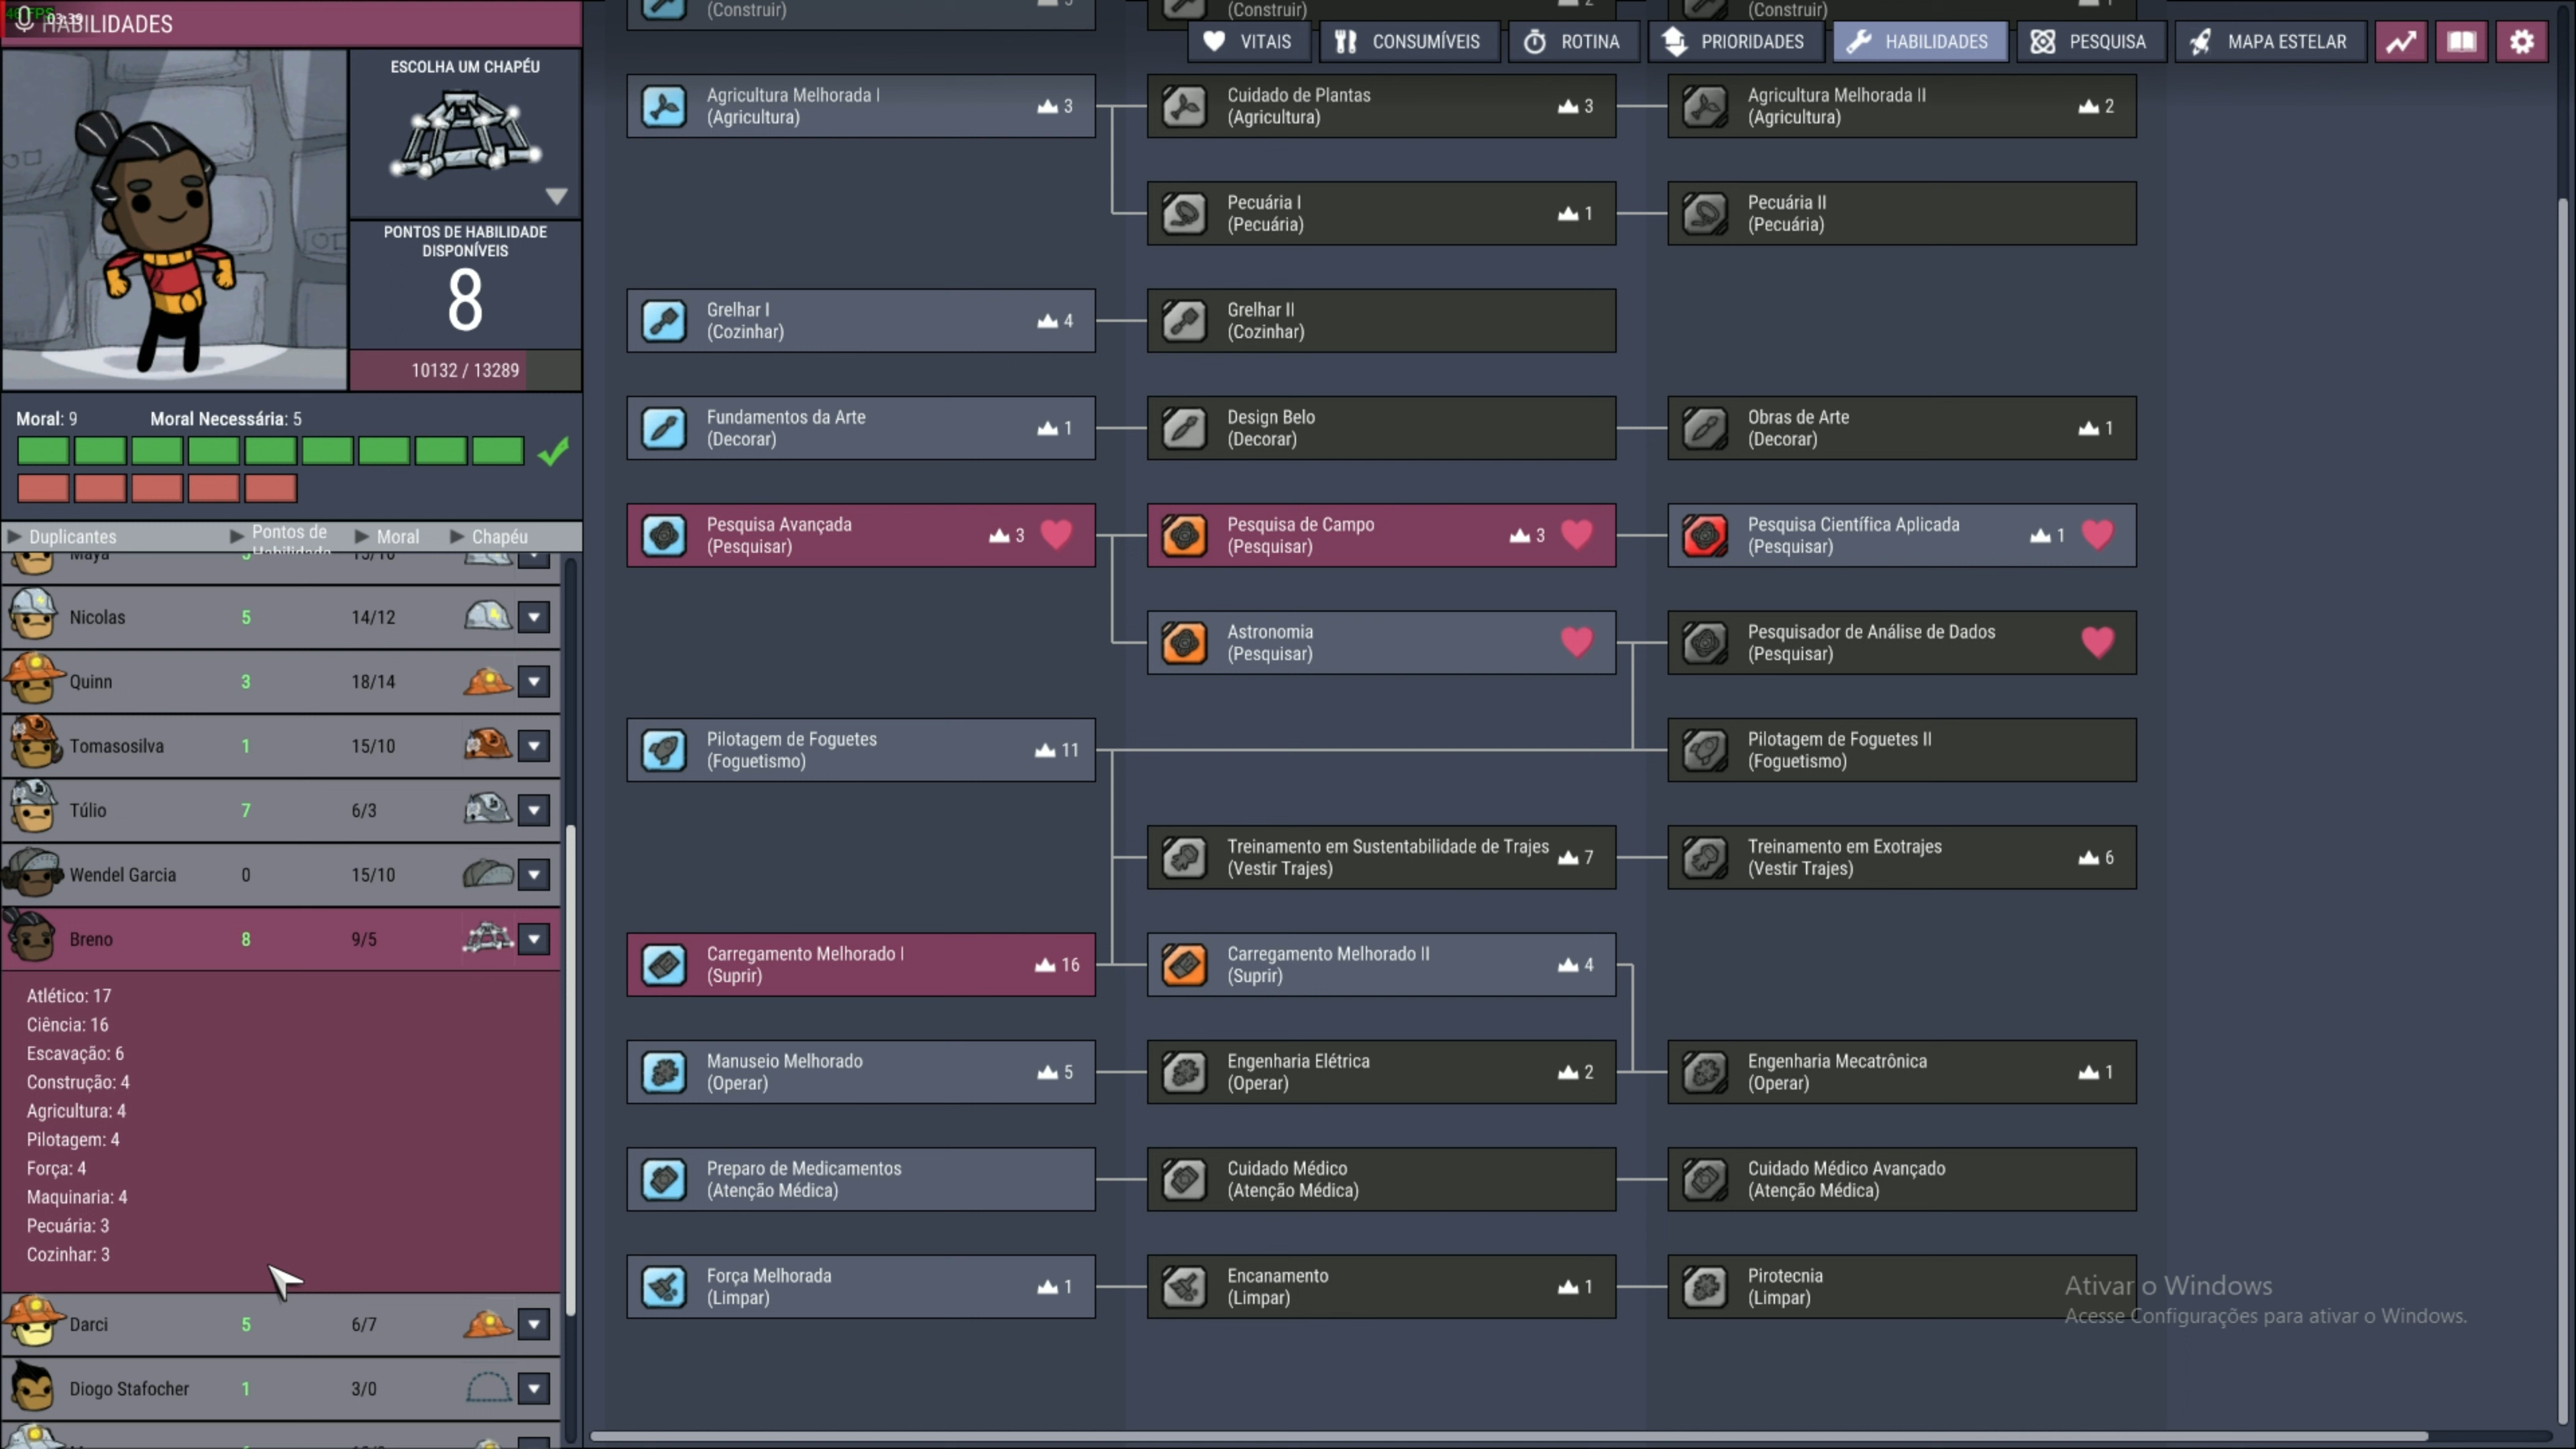 HABILIDADES
03:39
VITAIS
CONSUMÍVEIS
ROTINA
PRIORIDADES
HABILIDADES
PESQUISA
MAPA ESTELAR
ESCOLHA UM CHAPÉU
PONTOS DE HABILIDADE
DISPONÍVEIS
8
10132 / 13289
Moral: 9
Moral Necessária: 5
Duplicantes
Pontos de
Habilidade
Moral
Chapéu
Maya
Nicolas 5 14/12
Quinn 3 18/14
Tomasosilva 1 15/10
Túlio 7 6/3
Wendel Garcia 0 15/10
Breno 8 9/5
Atlético: 17
Ciência: 16
Escavação: 6
Construção: 4
Agricultura: 4
Pilotagem: 4
Força: 4
Maquinaria: 4
Pecuária: 3
Cozinhar: 3
Darci 5 6/7
Diogo Stafocher 1 3/0
(Construir)
(Construir)
(Construir)
Agricultura Melhorada I
(Agricultura)
3
Cuidado de Plantas
(Agricultura)
3
Agricultura Melhorada II
(Agricultura)
2
Pecuária I
(Pecuária)
1
Pecuária II
(Pecuária)
Grelhar I
(Cozinhar)
4
Grelhar II
(Cozinhar)
Fundamentos da Arte
(Decorar)
1
Design Belo
(Decorar)
Obras de Arte
(Decorar)
1
Pesquisa Avançada
(Pesquisar)
3
Pesquisa de Campo
(Pesquisar)
3
Pesquisa Científica Aplicada
(Pesquisar)
1
Astronomia
(Pesquisar)
Pesquisador de Análise de Dados
(Pesquisar)
Pilotagem de Foguetes
(Foguetismo)
11
Pilotagem de Foguetes II
(Foguetismo)
Treinamento em Sustentabilidade de Trajes
(Vestir Trajes)
7
Treinamento em Exotrajes
(Vestir Trajes)
6
Carregamento Melhorado I
(Suprir)
16
Carregamento Melhorado II
(Suprir)
4
Manuseio Melhorado
(Operar)
5
Engenharia Elétrica
(Operar)
2
Engenharia Mecatrônica
(Operar)
1
Preparo de Medicamentos
(Atenção Médica)
Cuidado Médico
(Atenção Médica)
Cuidado Médico Avançado
(Atenção Médica)
Força Melhorada
(Limpar)
1
Encanamento
(Limpar)
1
Pirotecnia
(Limpar)
Ativar o Windows
Acesse Configurações para ativar o Windows.